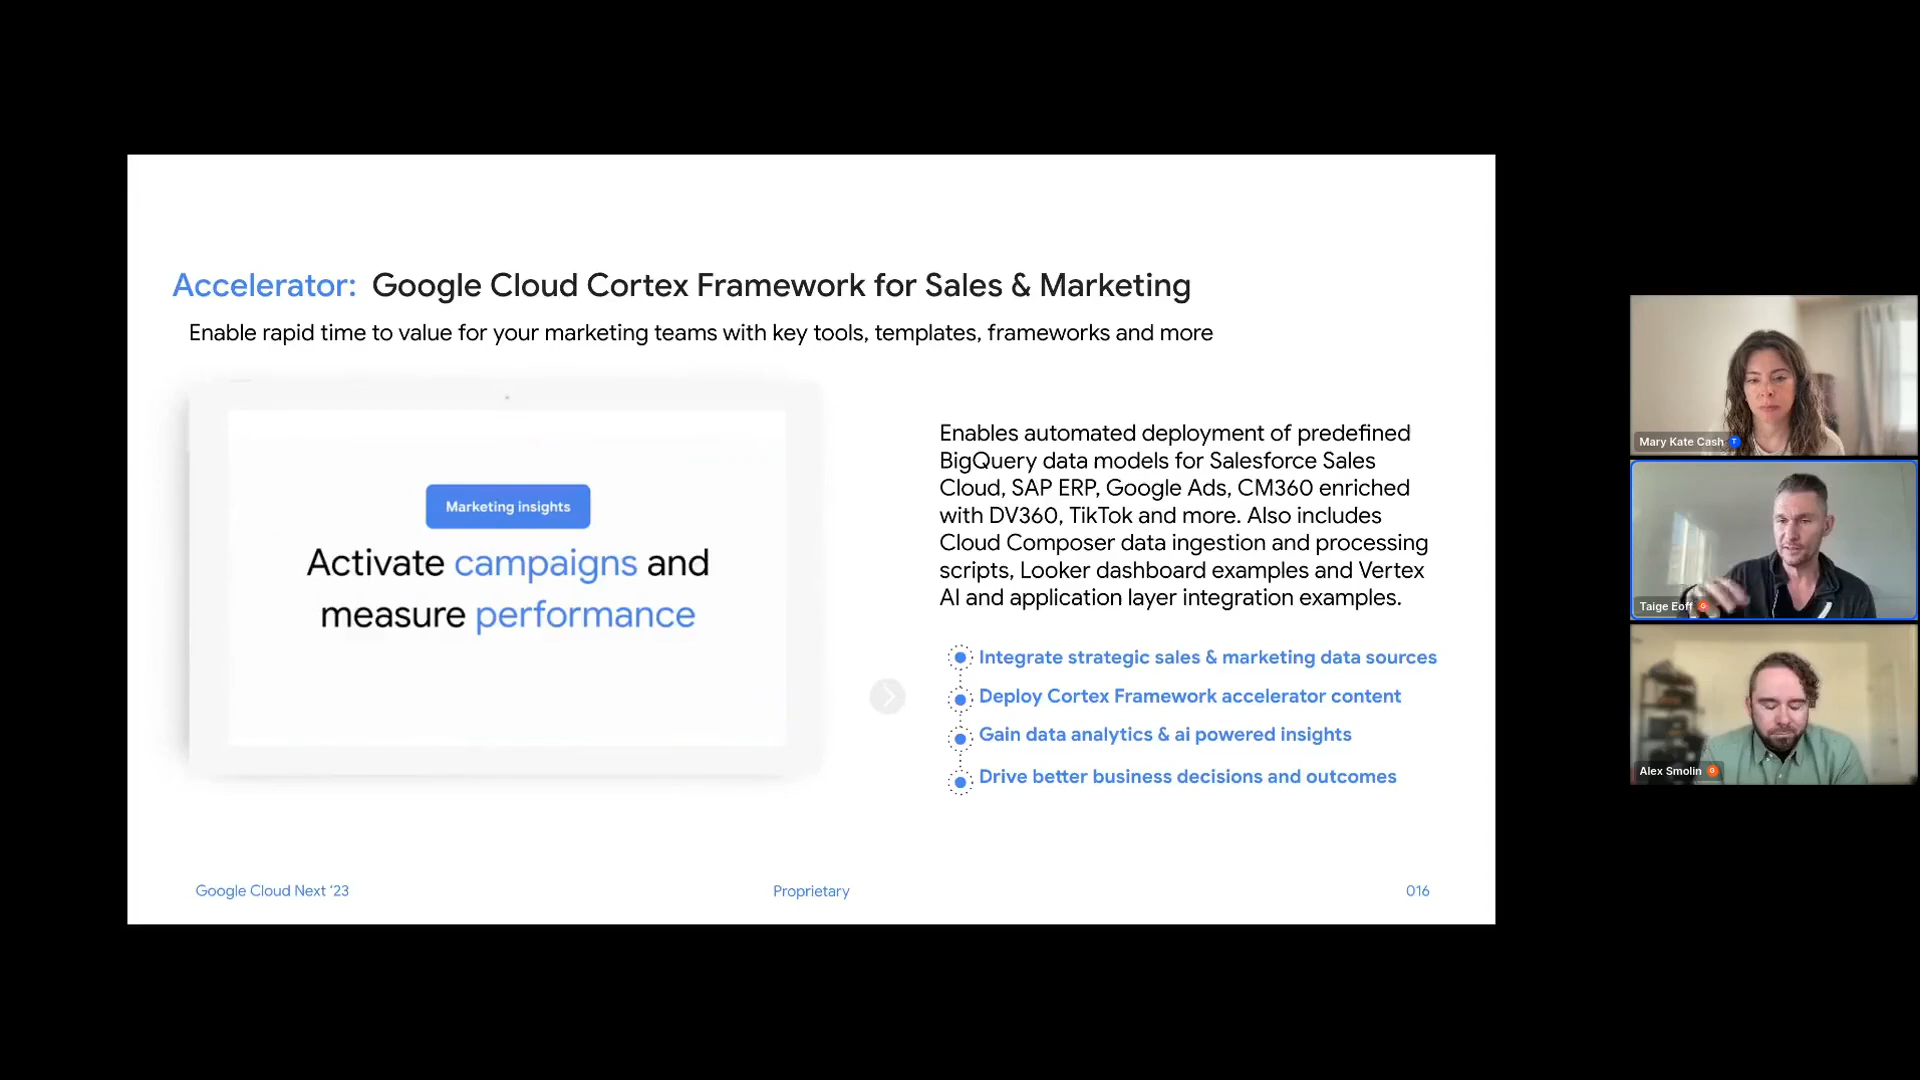 Accelerator: Google Cloud Cortex Framework for Sales & Marketing
Enable rapid time to value for your marketing teams with key tools, templates, frameworks and more
Marketing insights
Activate campaigns and
measure performance
Enables automated deployment of predefined
BigQuery data models for Salesforce Sales
Cloud, SAP ERP, Google Ads, CM360 enriched
with DV360, TikTok and more. Also includes
Cloud Composer data ingestion and processing
scripts, Looker dashboard examples and Vertex
AI and application layer integration examples.
Integrate strategic sales & marketing data sources
Deploy Cortex Framework accelerator content
Gain data analytics & ai powered insights
Drive better business decisions and outcomes
Google Cloud Next ‘23
Proprietary
016
Mary Kate Cash T
Taige Eoff G
Alex Smolin G